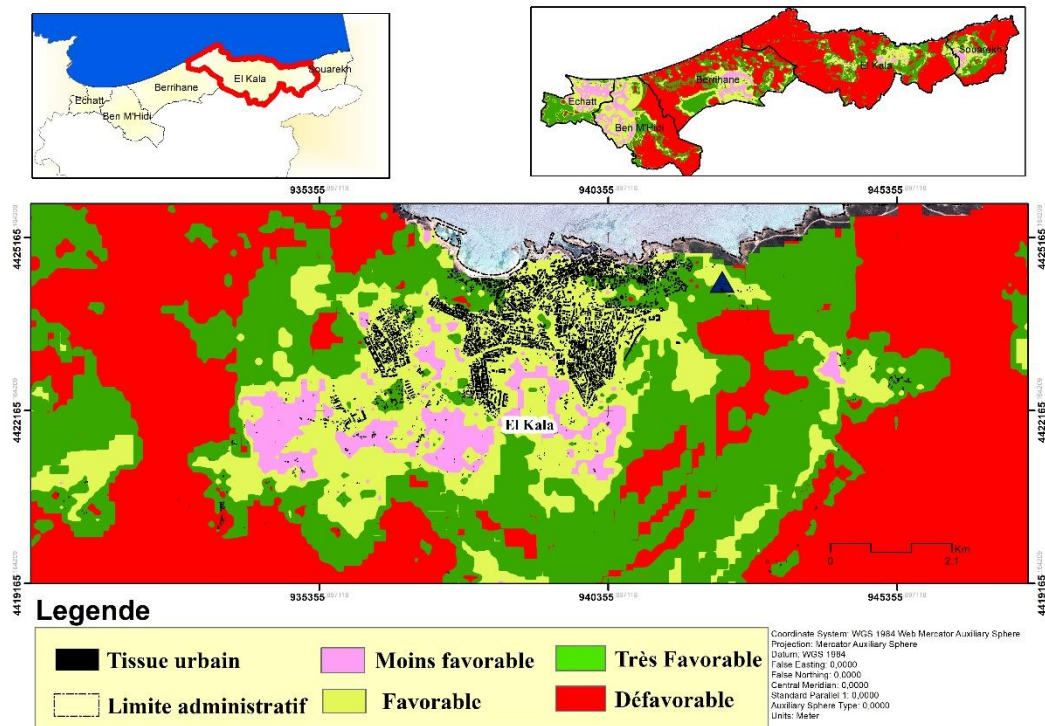 El Kala
Souarekh
Berrihane
Echatt
Ben M'Hidi
Souarekh
El Kala
Berrihane
Echatt
Ben M'Hidi
935355
940355
945355
4425165
4425165
4422165
4422165
El Kala
Km
0
2.1
4419165
4419165
935355
940355
945355
Legende
Tissue urbain
Moins favorable
Très Favorable
Limite administratif
Favorable
Défavorable
Coordinate System: WGS 1984 Web Mercator Auxiliary Sphere
Projection: Mercator Auxiliary Sphere
Datum: WGS 1984
False Easting: 0,0000
False Northing: 0,0000
Central Meridian: 0,0000
Standard Parallel 1: 0,0000
Auxiliary Sphere Type: 0,0000
Units: Meter